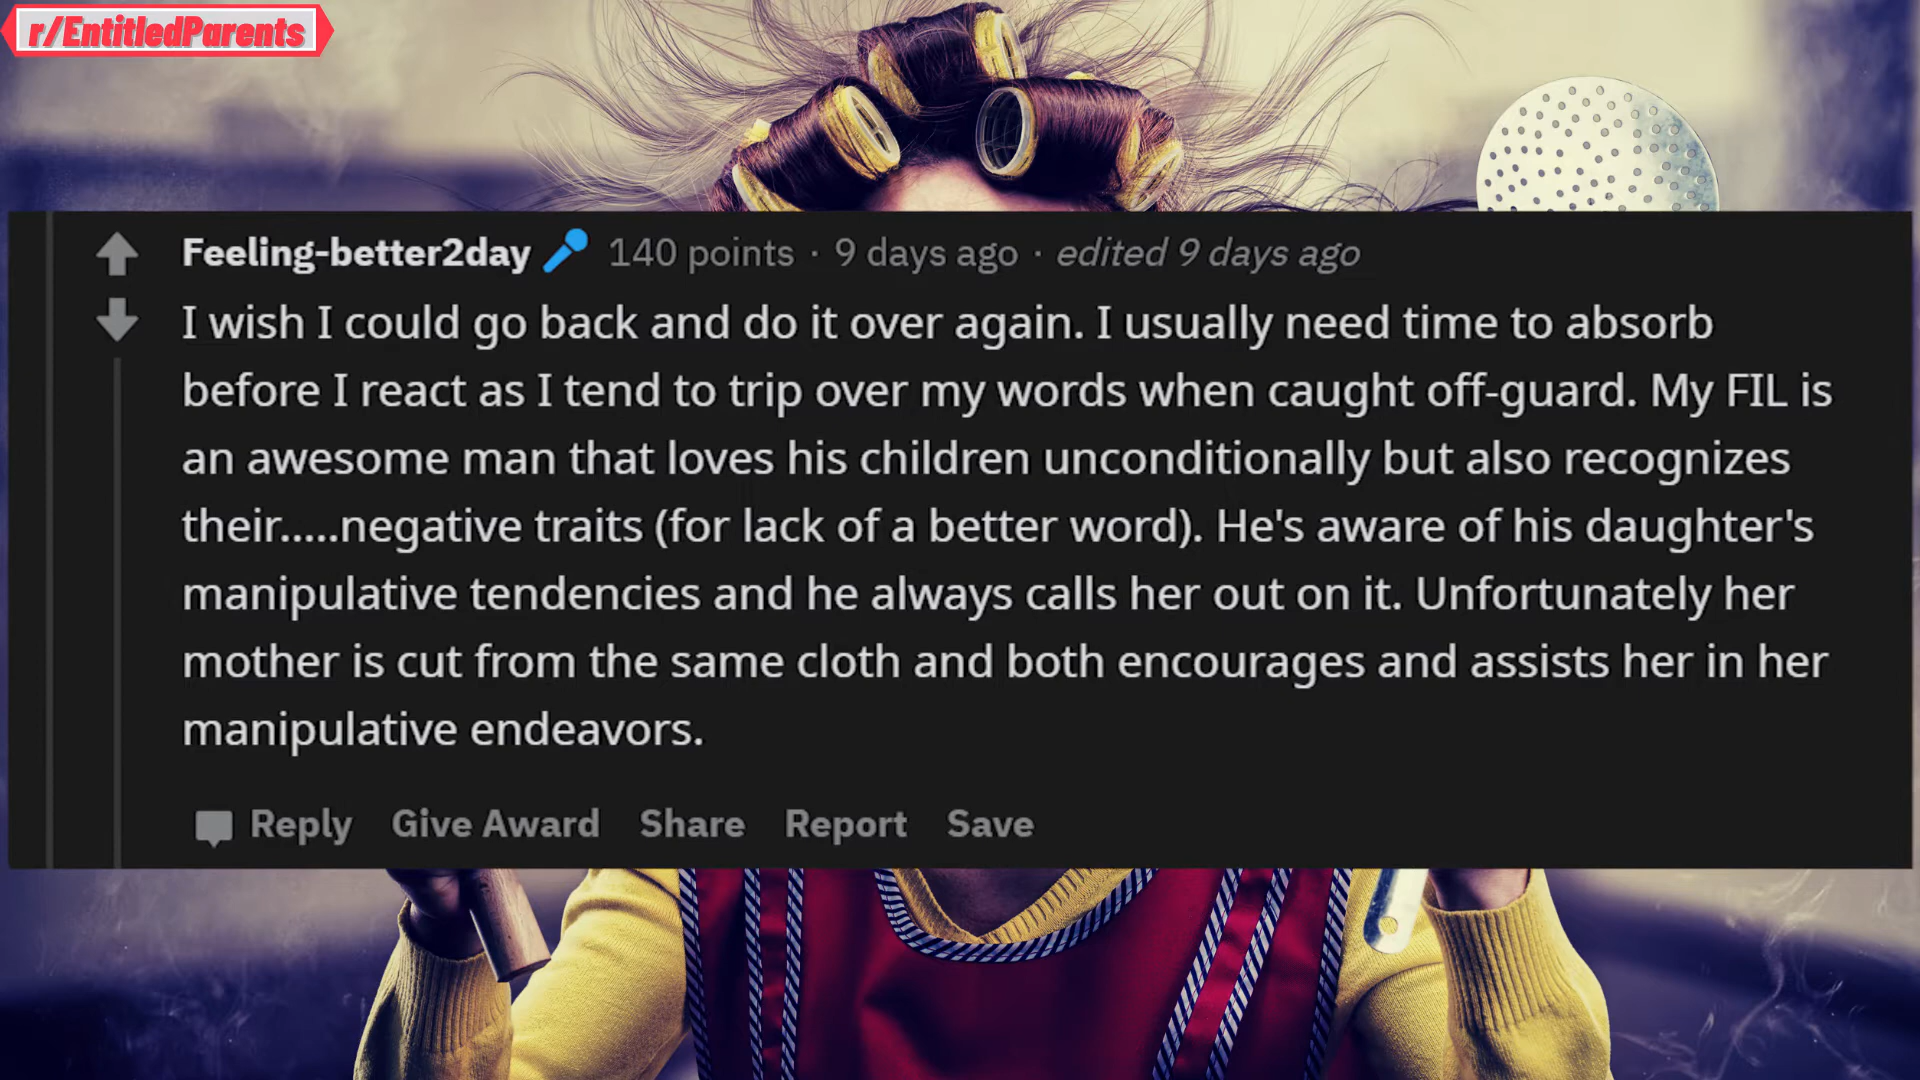 r/EntitledParents
Feeling-better2day 140 points · 9 days ago · edited 9 days ago
I wish I could go back and do it over again. I usually need time to absorb
before I react as I tend to trip over my words when caught off-guard. My FIL is
an awesome man that loves his children unconditionally but also recognizes
their.....negative traits (for lack of a better word). He's aware of his daughter's
manipulative tendencies and he always calls her out on it. Unfortunately her
mother is cut from the same cloth and both encourages and assists her in her
manipulative endeavors.
Reply Give Award Share Report Save